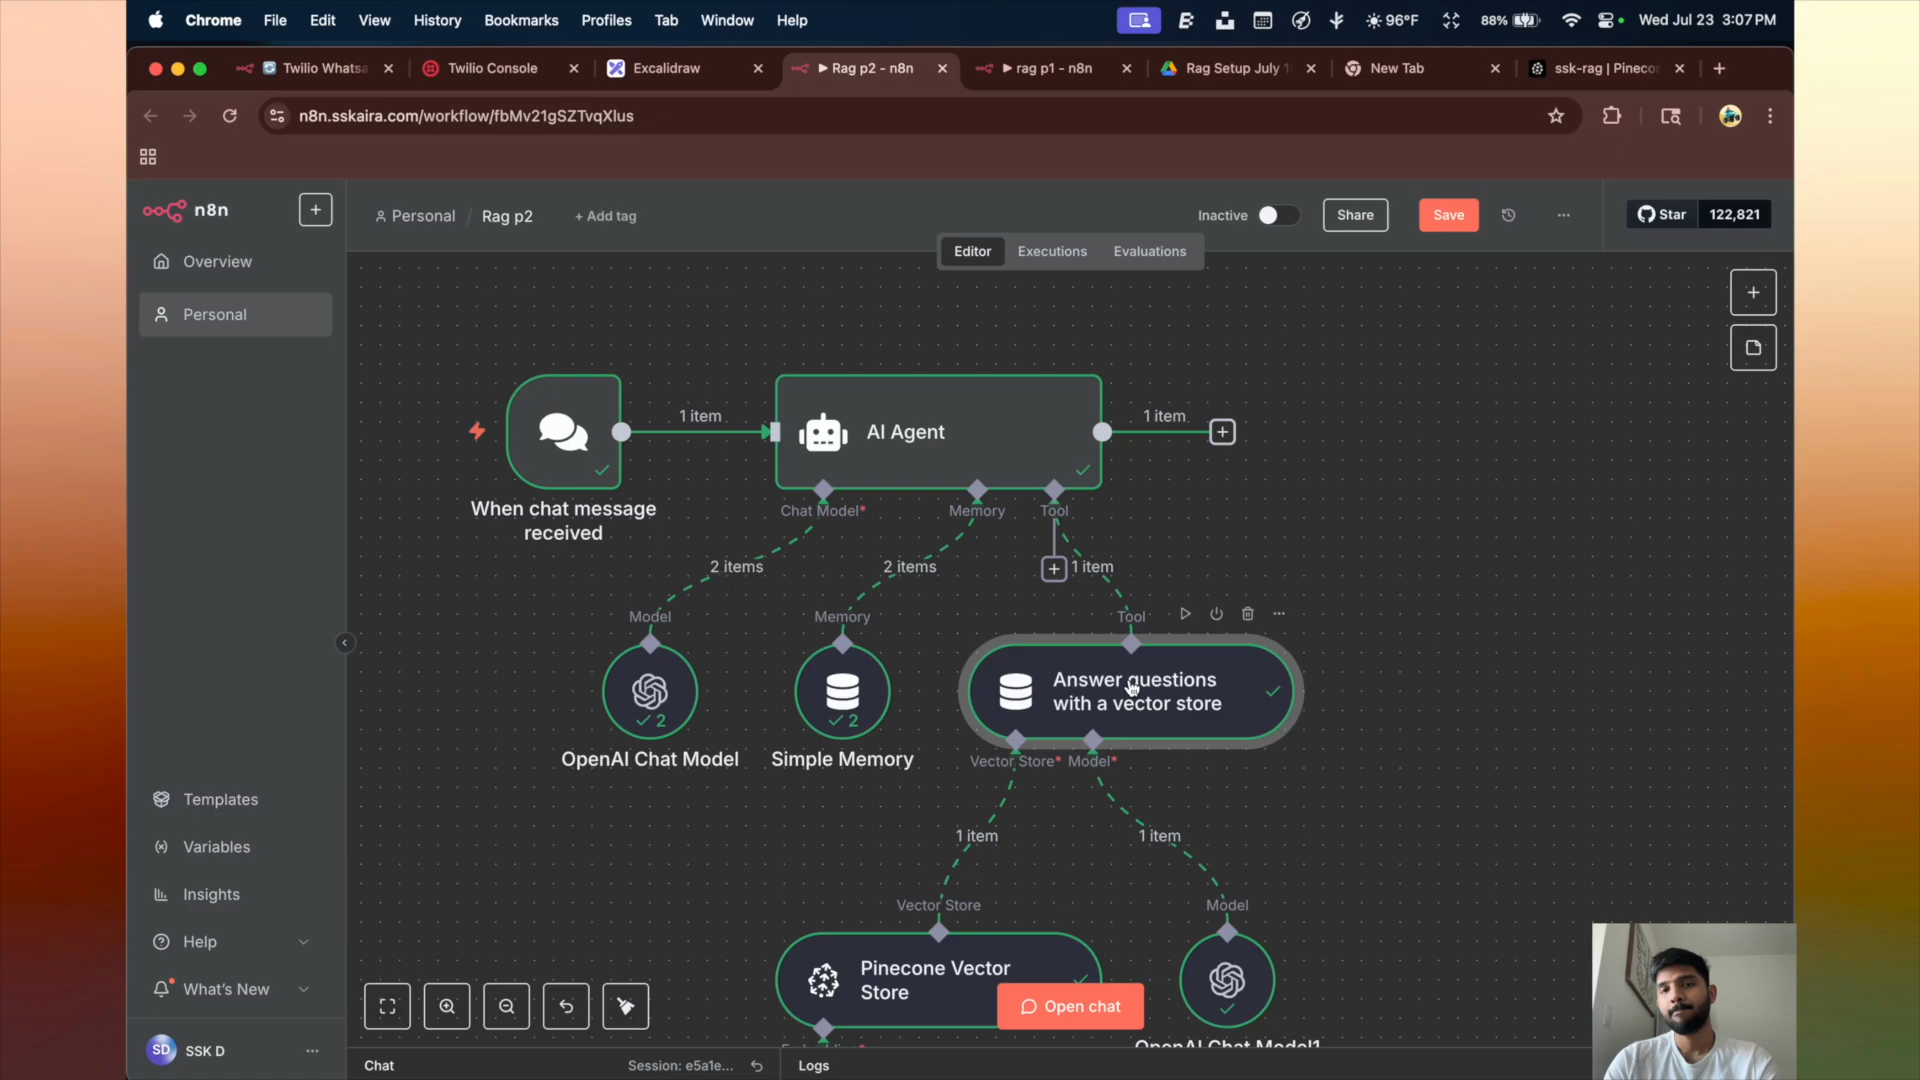 Chrome File Edit View History Bookmarks Profiles Tab Window Help
96°F 88% Wed Jul 23 3:07 PM
Twilio Whatsa Twilio Console Excalidraw Rag p2 - n8n rag p1 - n8n Rag Setup July 1 New Tab ssk-rag | Pineco
n8n.sskaira.com/workflow/fbMv21gSZTvqXlus
n8n
Personal / Rag p2 + Add tag
Inactive Share Save Star 122,821
Editor Executions Evaluations
Overview
Personal
1 item
AI Agent
1 item
When chat message
received
Chat Model*
Memory
Tool
2 items
2 items
1 item
Model
Memory
Tool
Answer questions
with a vector store
2
2
OpenAI Chat Model
Simple Memory
Vector Store*
Model*
1 item
1 item
Vector Store
Model
Pinecone Vector
Store
Open chat
OpenAI Chat Model1
Templates
Variables
Insights
Help
What's New
SD SSK D
Chat
Session: e5a1e...
Logs